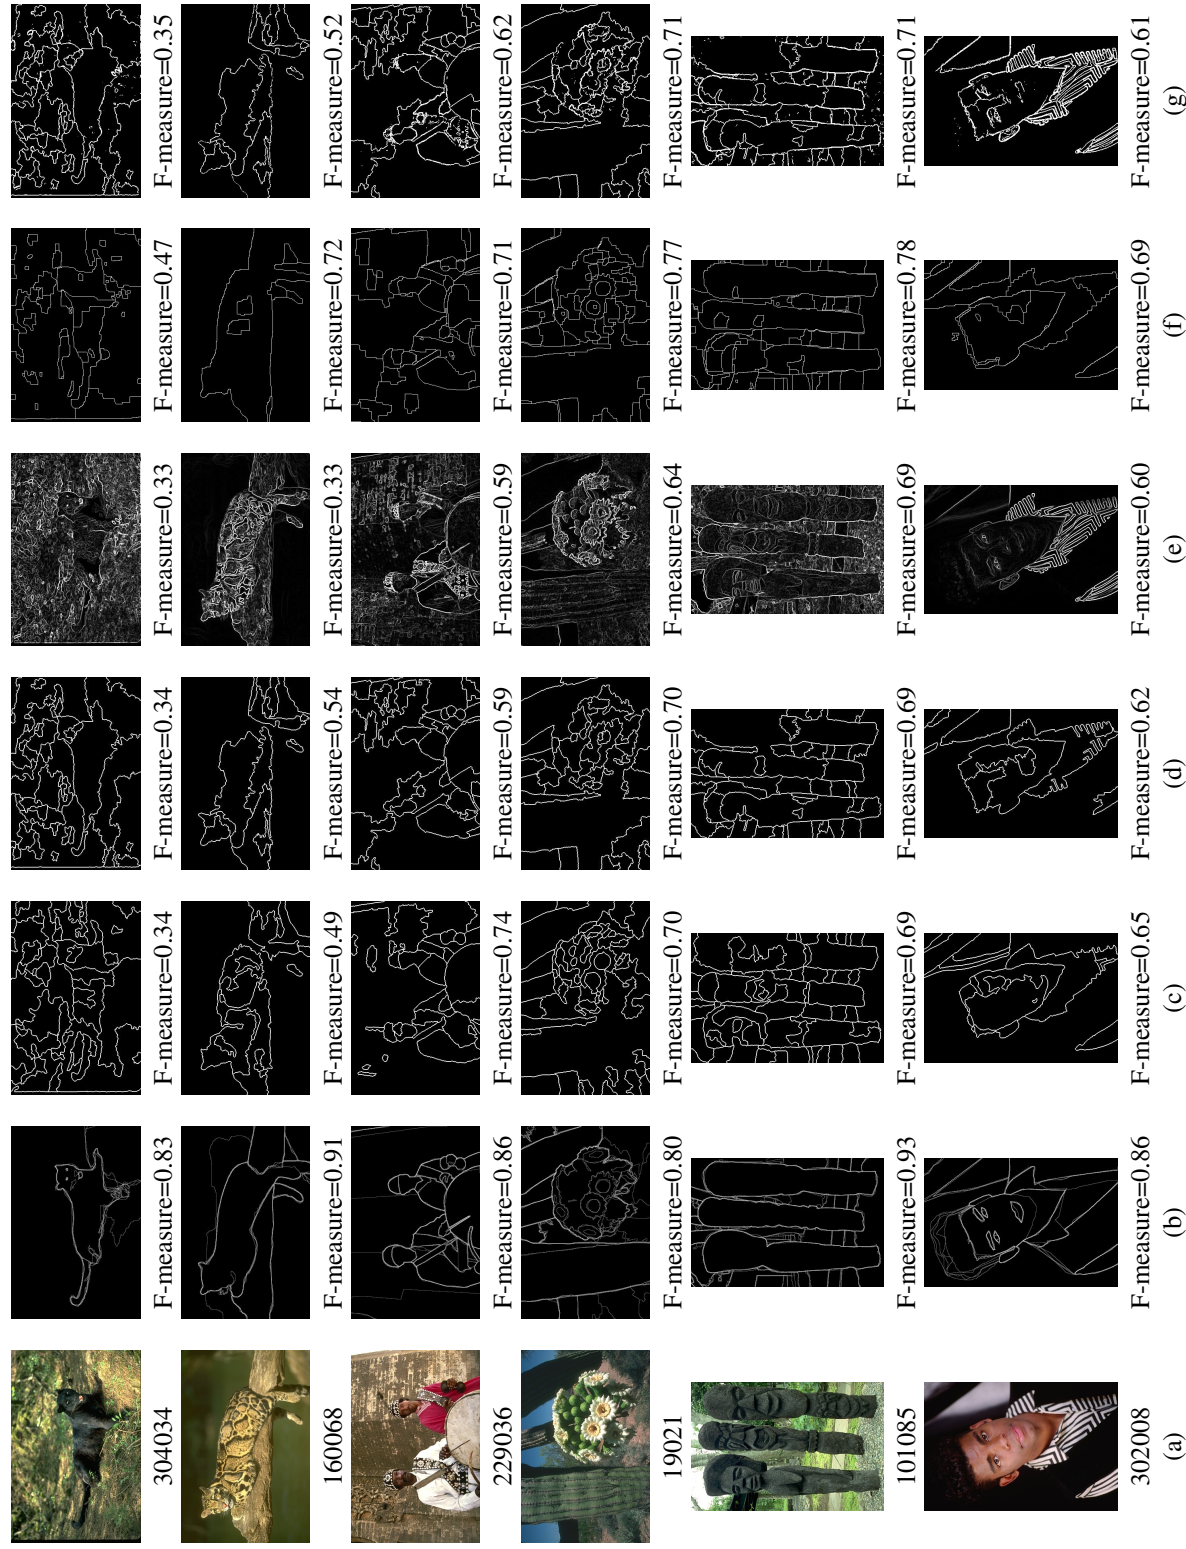 304034 F-measure=0.83 F-measure=0.34 F-measure=0.34 F-measure=0.33 F-measure=0.47 F-measure=0.35
160068 F-measure=0.91 F-measure=0.49 F-measure=0.54 F-measure=0.33 F-measure=0.72 F-measure=0.52
229036 F-measure=0.86 F-measure=0.74 F-measure=0.59 F-measure=0.59 F-measure=0.71 F-measure=0.62
19021 F-measure=0.80 F-measure=0.70 F-measure=0.70 F-measure=0.64 F-measure=0.77 F-measure=0.71
101085 F-measure=0.93 F-measure=0.69 F-measure=0.69 F-measure=0.69 F-measure=0.78 F-measure=0.71
302008 F-measure=0.86 F-measure=0.65 F-measure=0.62 F-measure=0.60 F-measure=0.69 F-measure=0.61
(a) (b) (c) (d) (e) (f) (g)